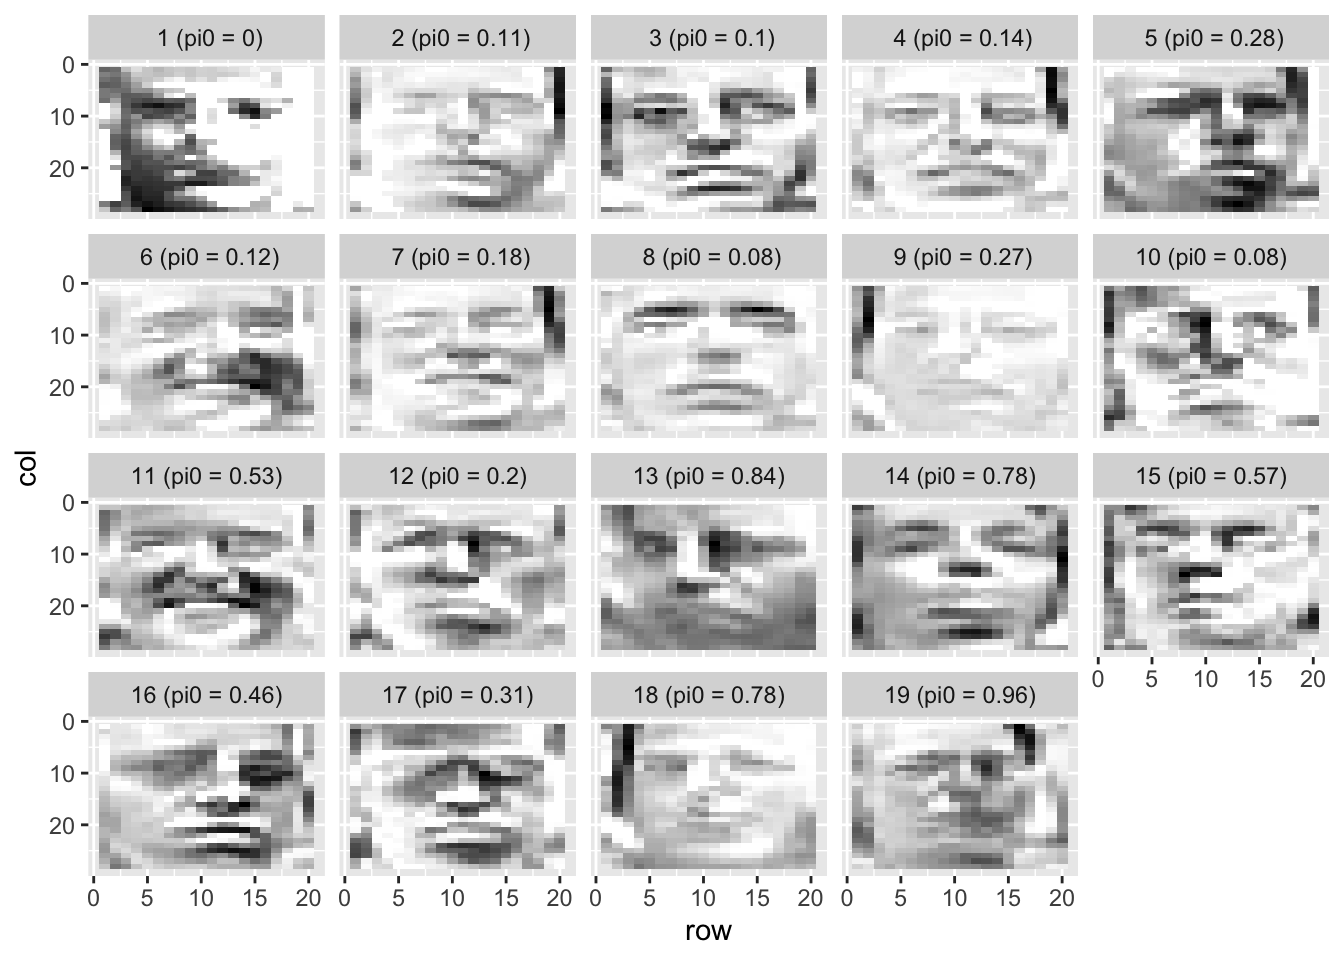 1 (pi0 = 0) 2 (pi0 = 0.11) 3 (pi0 = 0.1) 4 (pi0 = 0.14) 5 (pi0 = 0.28)
0
10
20
6 (pi0 = 0.12) 7 (pi0 = 0.18) 8 (pi0 = 0.08) 9 (pi0 = 0.27) 10 (pi0 = 0.08)
0
10
20
col
11 (pi0 = 0.53) 12 (pi0 = 0.2) 13 (pi0 = 0.84) 14 (pi0 = 0.78) 15 (pi0 = 0.57)
0
10
20
0 5 10 15 20
16 (pi0 = 0.46) 17 (pi0 = 0.31) 18 (pi0 = 0.78) 19 (pi0 = 0.96)
0
10
20
0 5 10 15 20 0 5 10 15 20 0 5 10 15 20 0 5 10 15 20
row